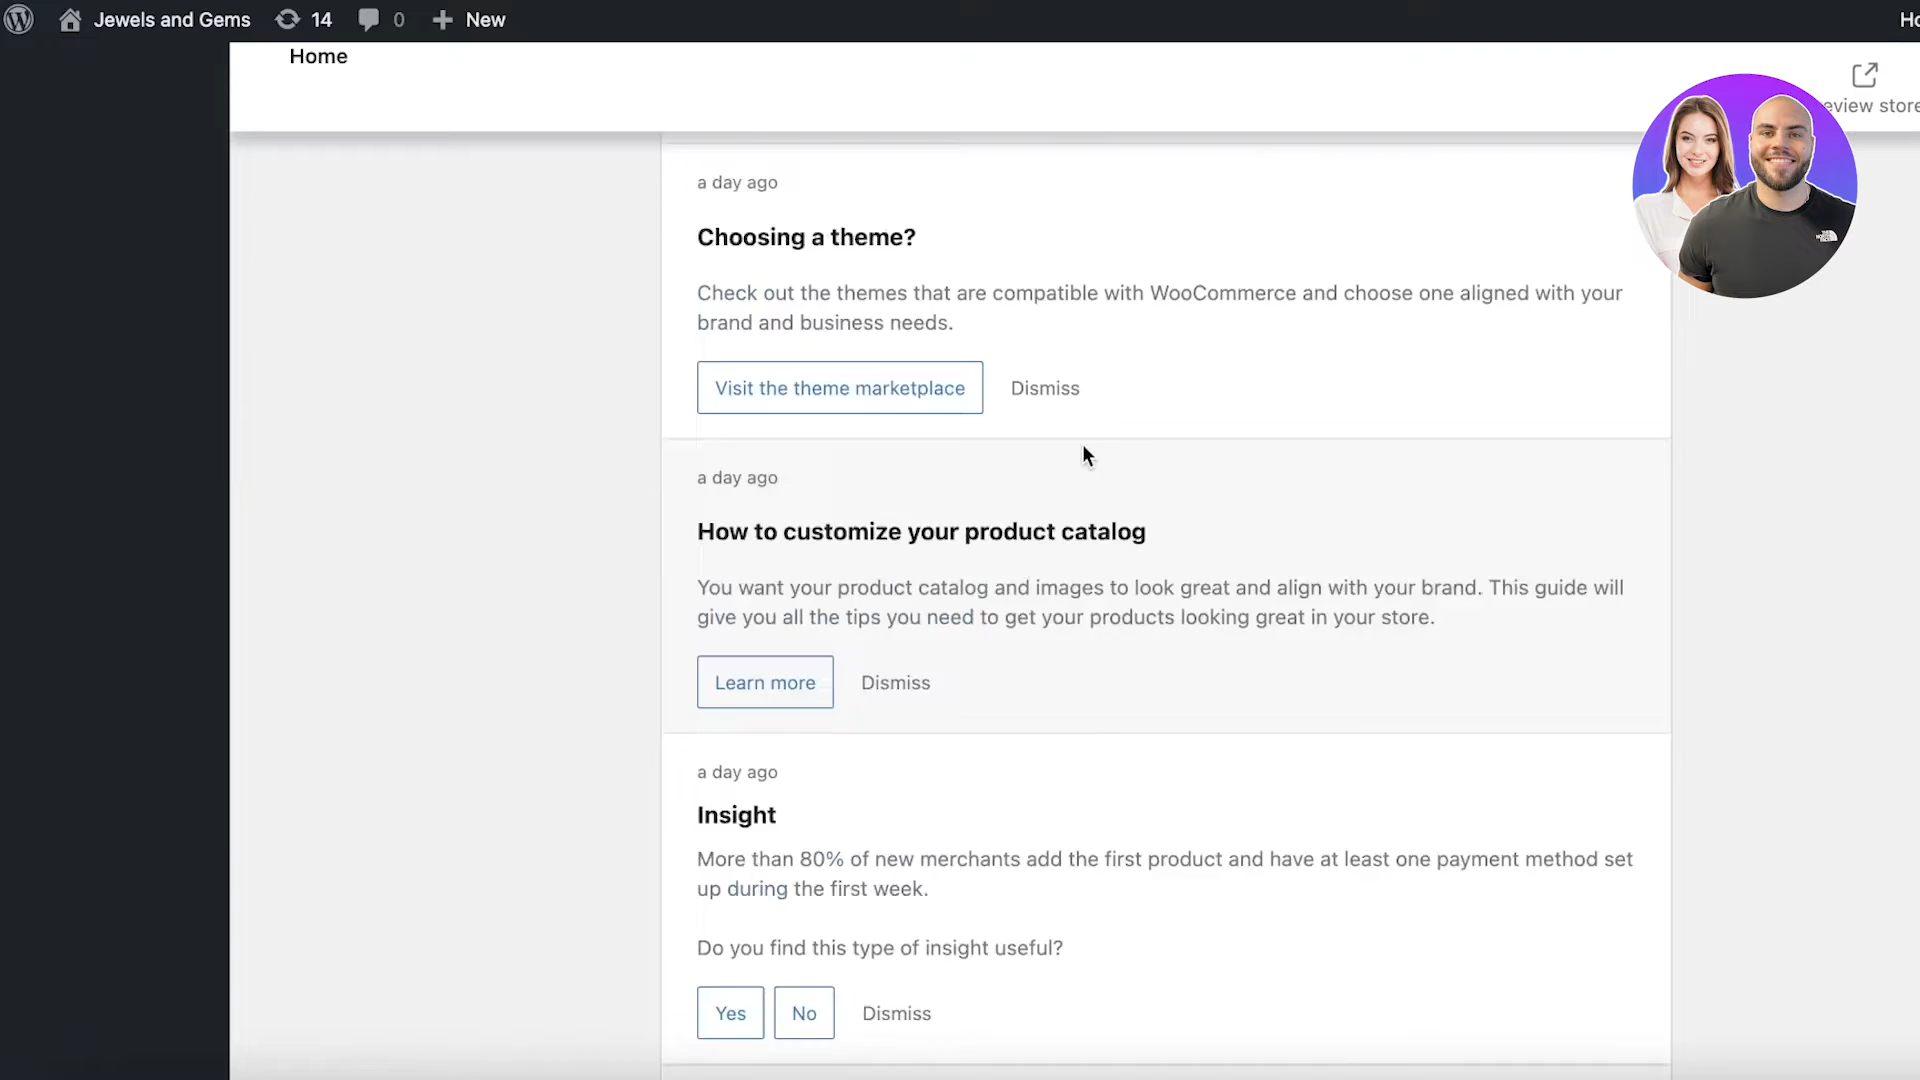 Jewels and Gems 14 0 New Ho
Home
eview store
a day ago
Choosing a theme?
Check out the themes that are compatible with WooCommerce and choose one aligned with your
brand and business needs.
Visit the theme marketplace Dismiss
a day ago
How to customize your product catalog
You want your product catalog and images to look great and align with your brand. This guide will
give you all the tips you need to get your products looking great in your store.
Learn more Dismiss
a day ago
Insight
More than 80% of new merchants add the first product and have at least one payment method set
up during the first week.
Do you find this type of insight useful?
Yes No Dismiss